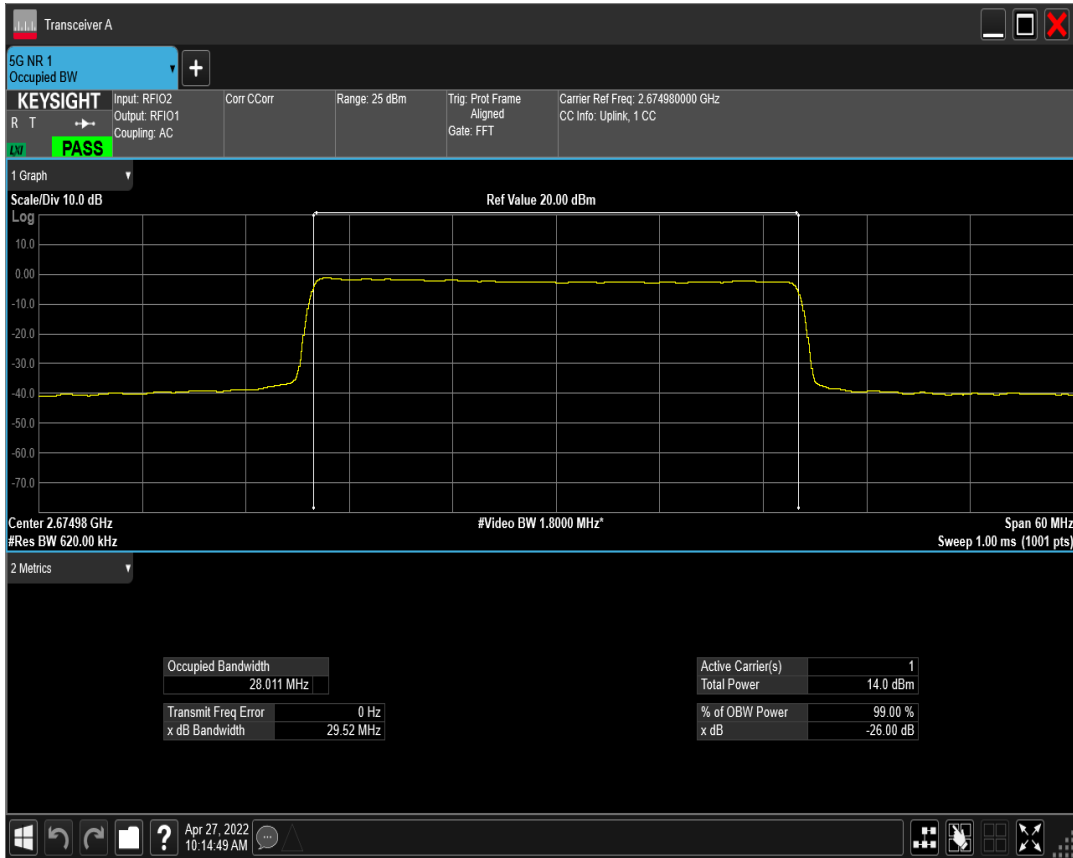 Transceiver A
5G NR 1
Occupied BW
+
KEYSIGHT
R T
LXI
PASS
Input: RFIO2
Output: RFIO1
Coupling: AC
Corr CCorr
Range: 25 dBm
Trig: Prot Frame
Aligned
Gate: FFT
Carrier Ref Freq: 2.674980000 GHz
CC Info: Uplink, 1 CC
1 Graph
Scale/Div 10.0 dB
Ref Value 20.00 dBm
Log
10.0
0.00
-10.0
-20.0
-30.0
-40.0
-50.0
-60.0
-70.0
Center 2.67498 GHz
#Video BW 1.8000 MHz*
Span 60 MHz
#Res BW 620.00 kHz
Sweep 1.00 ms (1001 pts)
2 Metrics
Occupied Bandwidth
28.011 MHz
Transmit Freq Error 0 Hz
x dB Bandwidth 29.52 MHz
Active Carrier(s) 1
Total Power 14.0 dBm
% of OBW Power 99.00 %
x dB -26.00 dB
?
Apr 27, 2022
10:14:49 AM